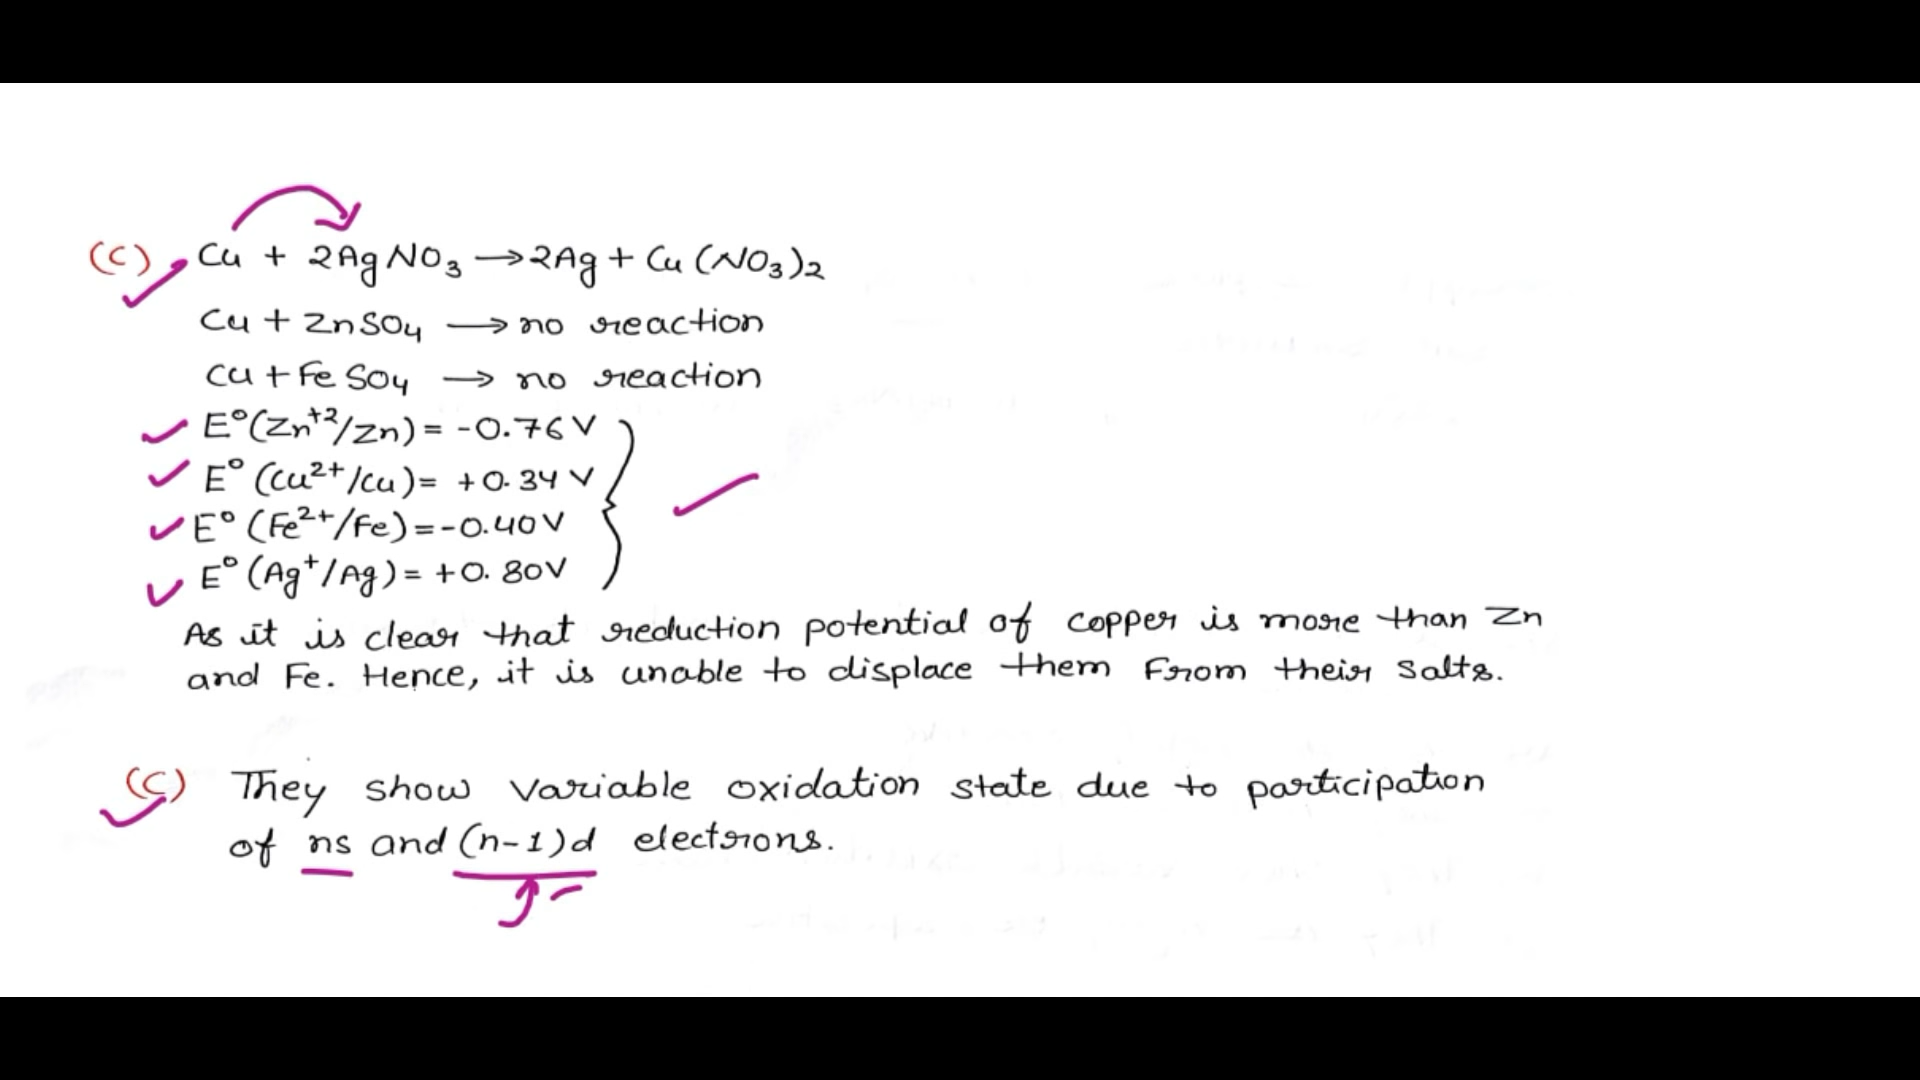 (C) Cu + 2AgNO₃ → 2Ag + Cu(NO₃)₂
Cu + ZnSO₄ → no reaction
Cu + FeSO₄ → no reaction
E°(Zn⁺²/Zn) = -0.76 V
E°(Cu²⁺/Cu) = +0.34 V
E°(Fe²⁺/Fe) = -0.40V
E°(Ag⁺/Ag) = +0.80V
As it is clear that reduction potential of copper is more than Zn
and Fe. Hence, it is unable to displace them From their salts.
(C) They show variable oxidation state due to participation
of ns and (n-1)d electrons.